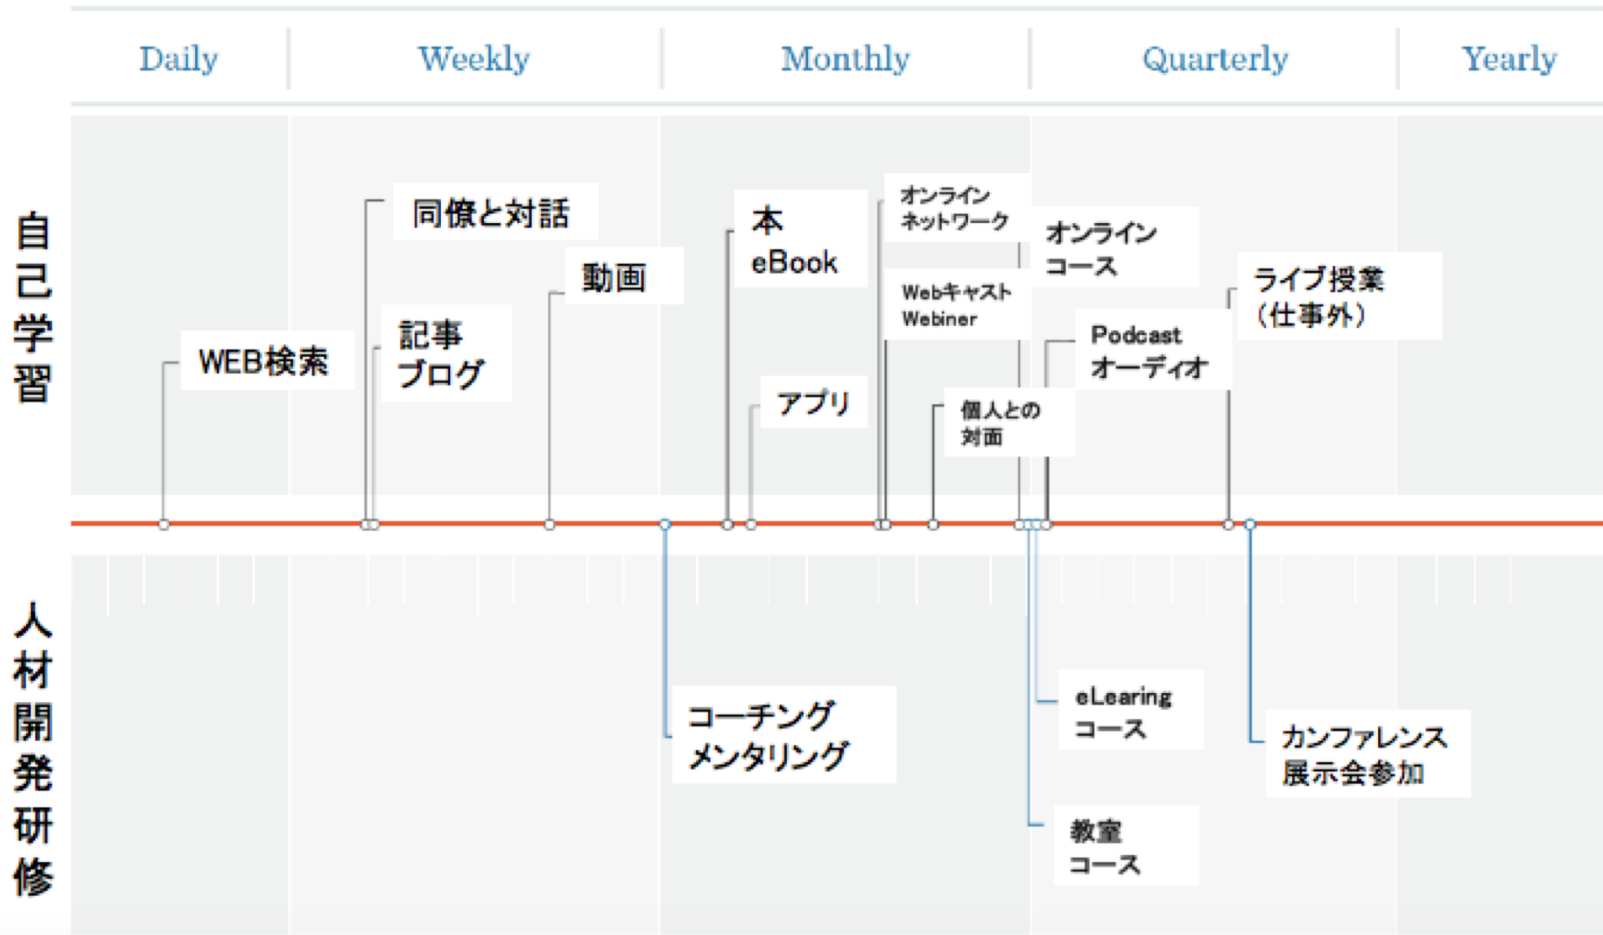 Daily
Weekly
Monthly
Quarterly
Yearly
自己学習
同僚と対話
動画
WEB検索
記事
ブログ
本
eBook
アプリ
オンライン
ネットワーク
Webキャスト
Webiner
個人との
対面
オンライン
コース
Podcast
オーディオ
ライブ授業
（仕事外）
人材開発研修
コーチング
メンタリング
eLearing
コース
教室
コース
カンファレンス
展示会参加